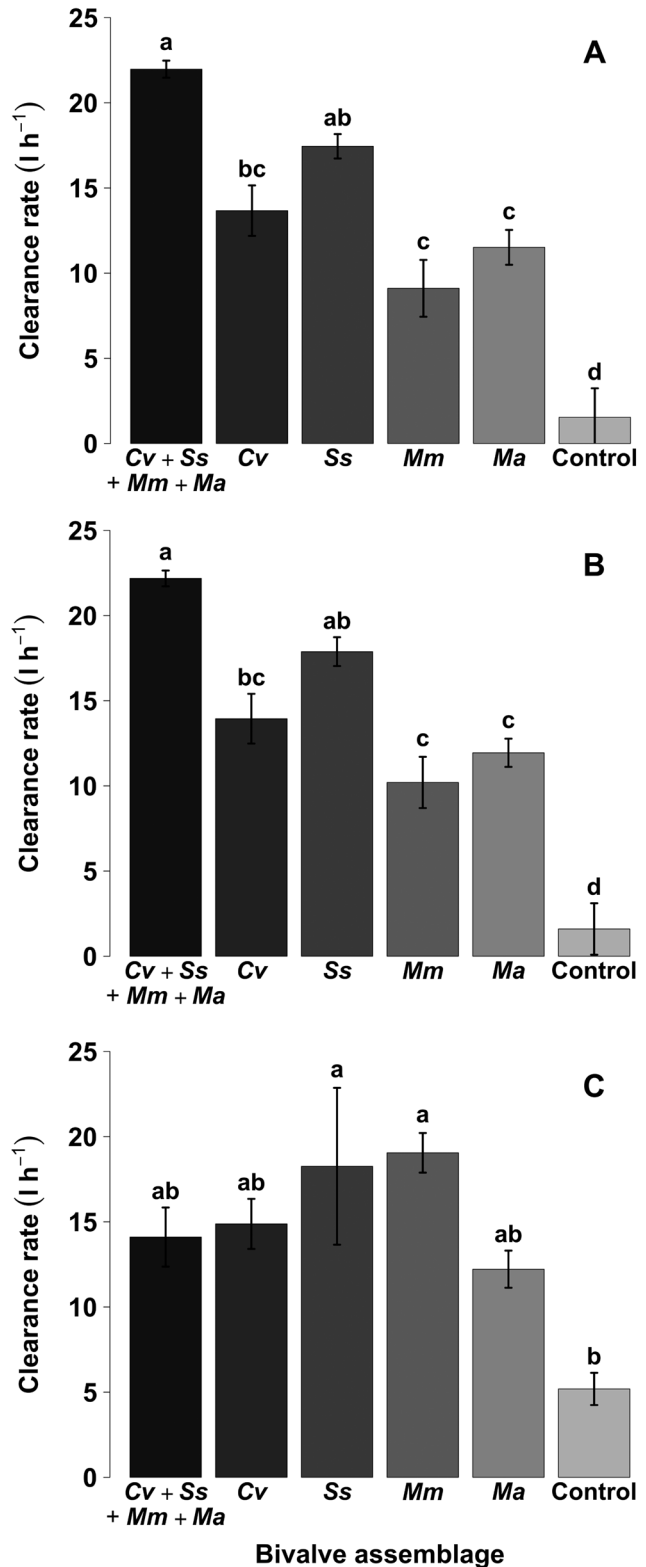 A
Clearance rate (l h⁻¹)
25
20
15
10
5
0
a
bc
ab
c
c
d
Cv + Ss
+ Mm + Ma
Cv
Ss
Mm
Ma
Control
B
Clearance rate (l h⁻¹)
25
20
15
10
5
0
a
bc
ab
c
c
d
Cv + Ss
+ Mm + Ma
Cv
Ss
Mm
Ma
Control
C
Clearance rate (l h⁻¹)
25
20
15
10
5
0
ab
ab
a
a
ab
b
Cv + Ss
+ Mm + Ma
Cv
Ss
Mm
Ma
Control
Bivalve assemblage